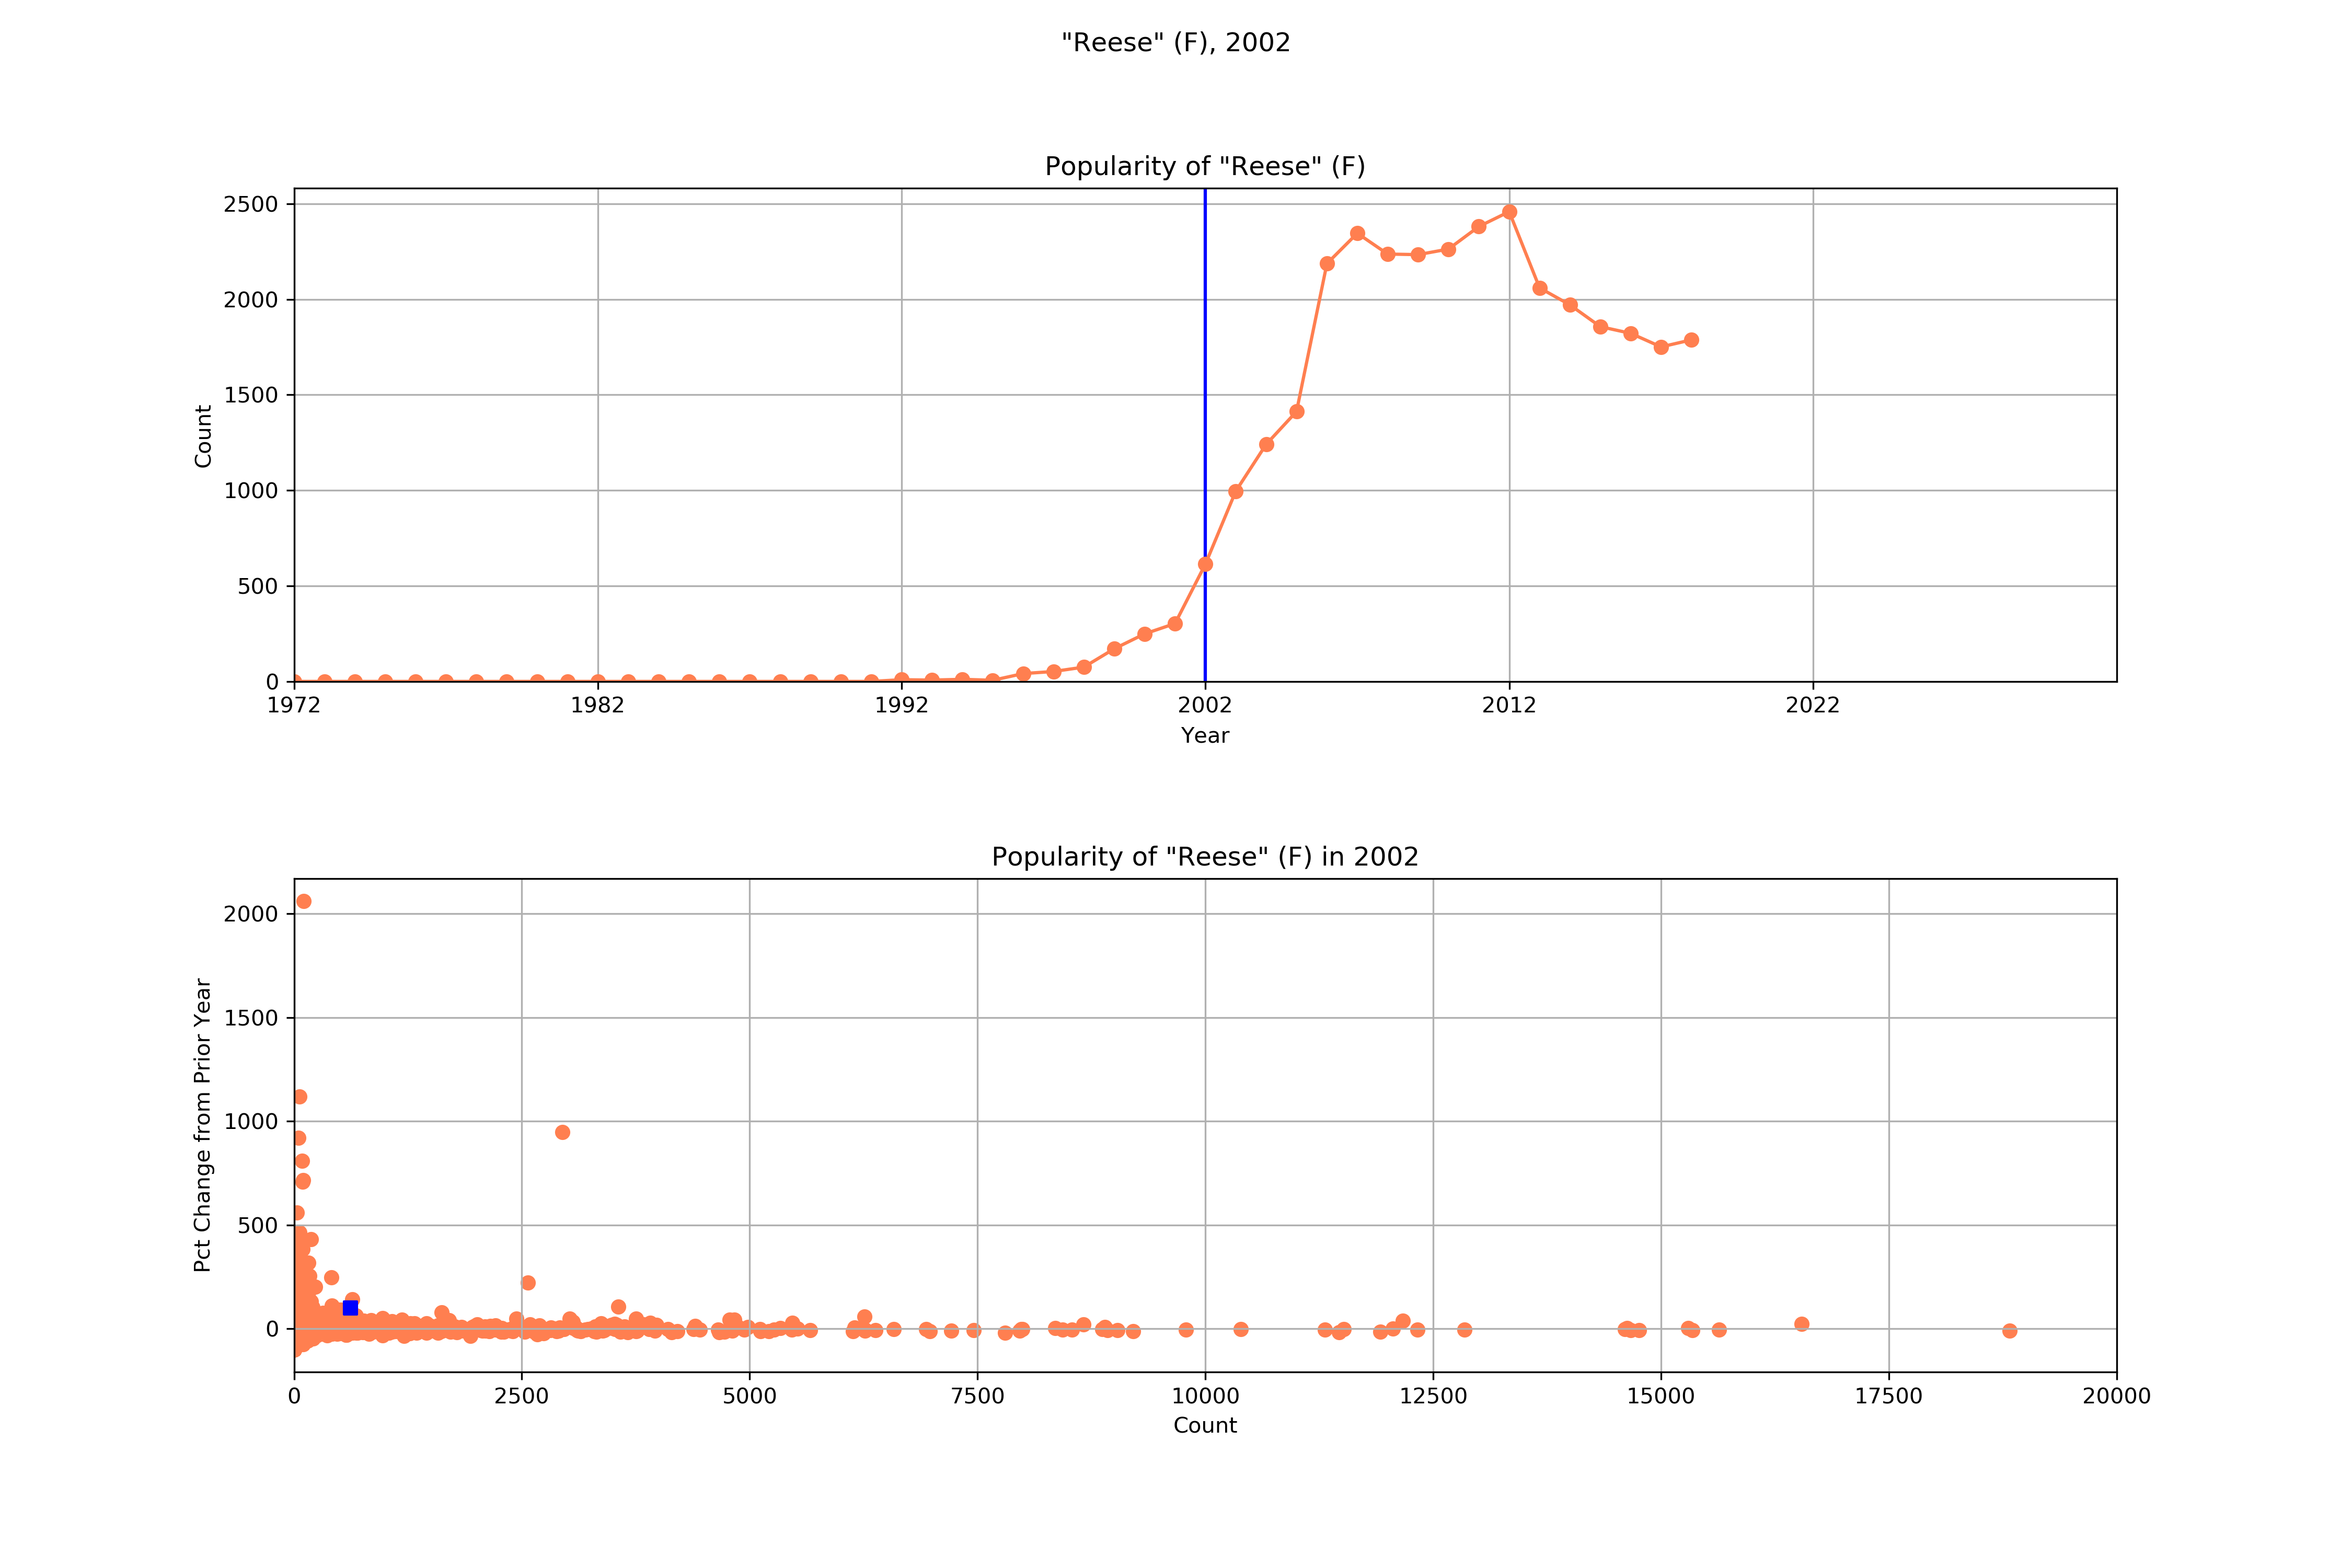 "Reese" (F), 2002
Popularity of "Reese" (F)
2500
2000
1500
1000
500
0
Count
1972 1982 1992 2002 2012 2022
Year
Popularity of "Reese" (F) in 2002
2000
1500
1000
500
0
Pct Change from Prior Year
0 2500 5000 7500 10000 12500 15000 17500 20000
Count